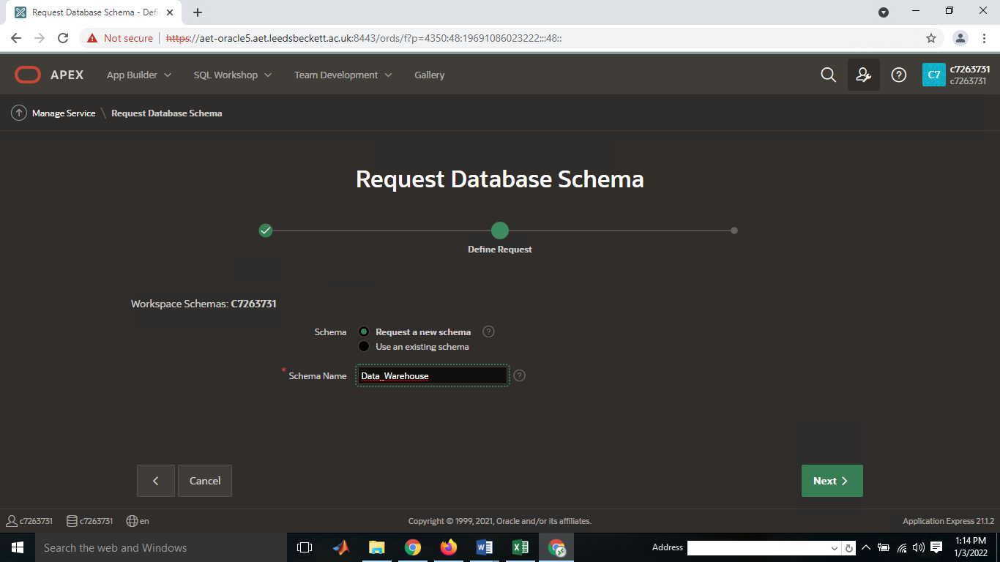 Request Database Schema - Defi
Not secure | https://aet-oracle5.aet.leedsbeckett.ac.uk:8443/ords/f?p=4350:48:19691086023222:::48::
APEX App Builder SQL Workshop Team Development Gallery C7 c7263731
c7263731
Manage Service \ Request Database Schema
Request Database Schema
Define Request
Workspace Schemas: C7263731
Schema Request a new schema ?
Use an existing schema
* Schema Name Data_Warehouse ?
Cancel Next
c7263731 c7263731 en Copyright © 1999, 2021, Oracle and/or its affiliates. Application Express 21.1.2
Search the web and Windows Address 1:14 PM
1/3/2022